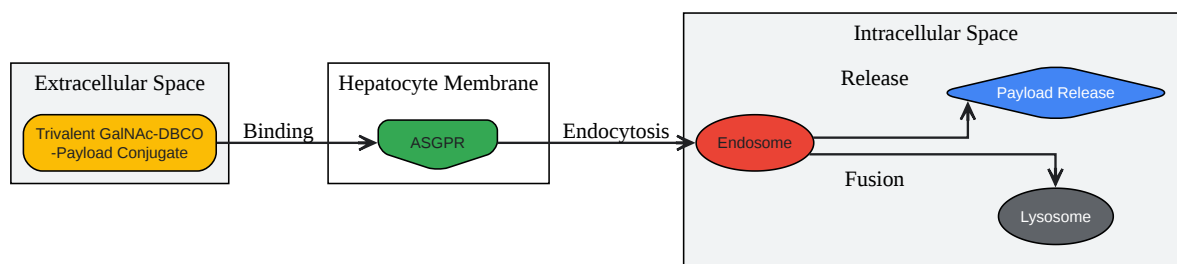 Extracellular Space
Trivalent GalNAc-DBCO
-Payload Conjugate
Binding
Hepatocyte Membrane
ASGPR
Endocytosis
Intracellular Space
Endosome
Release
Payload Release
Fusion
Lysosome